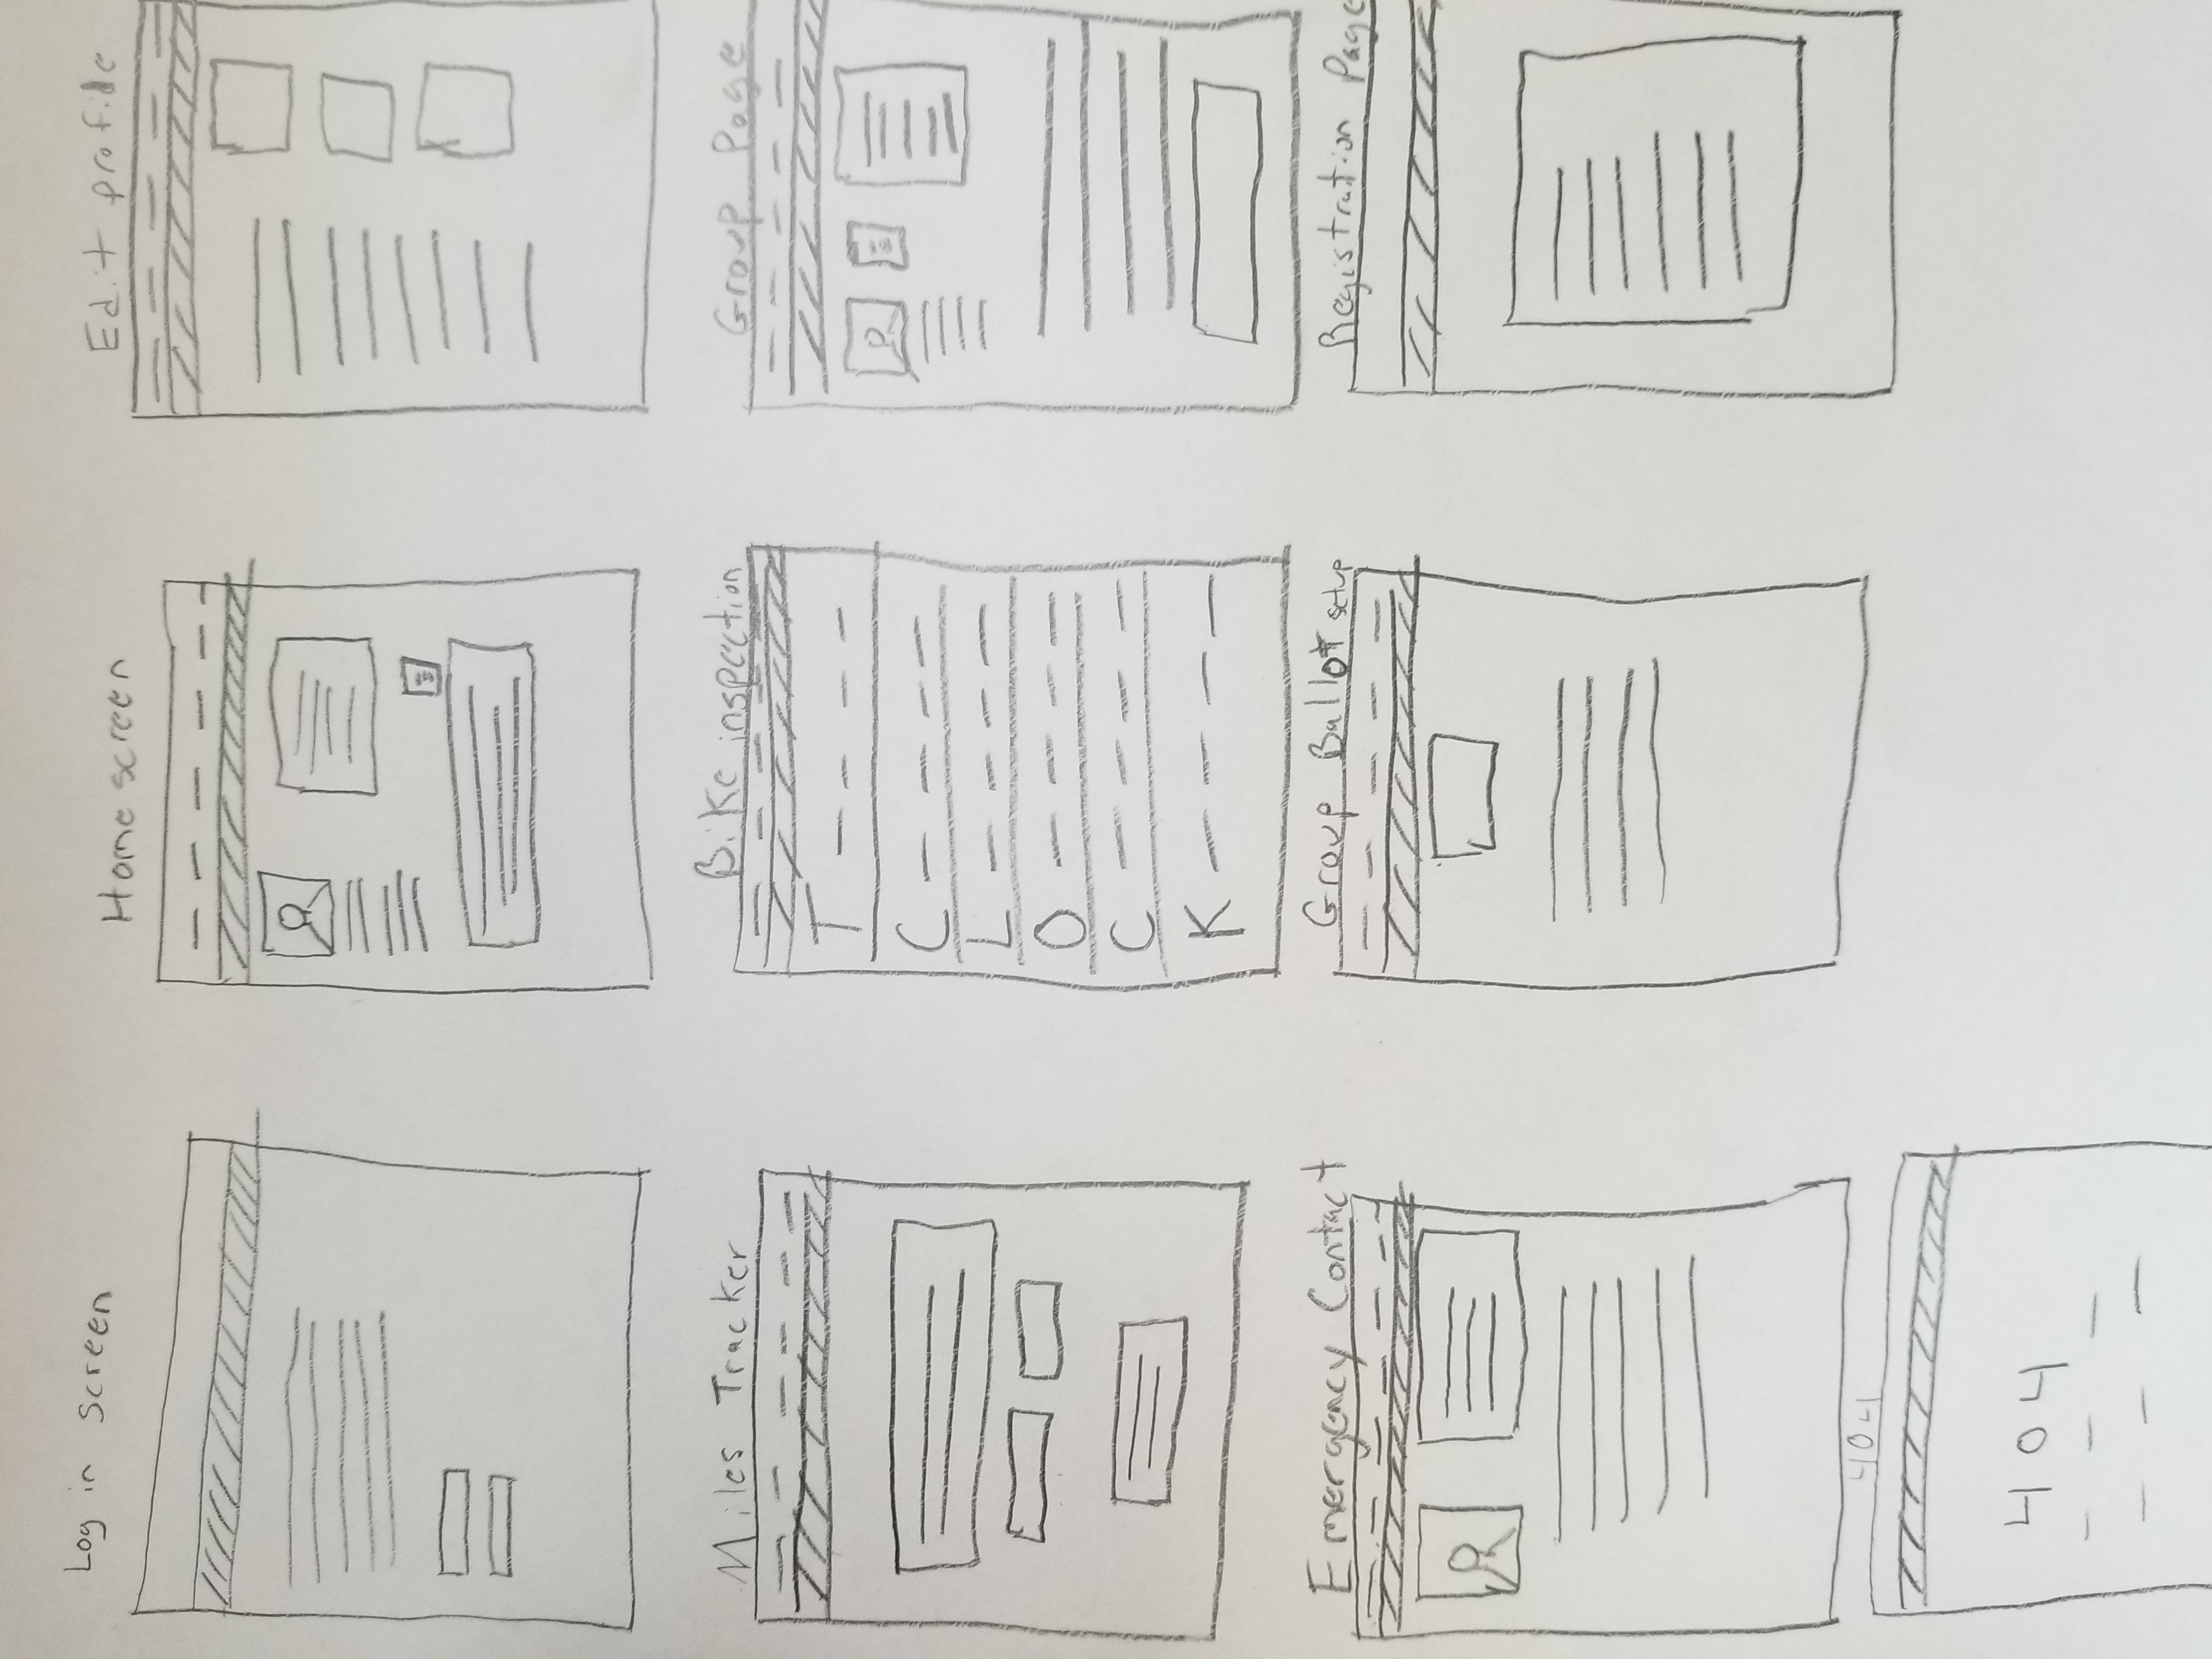 Log in screen
Home screen
Edit profile
Miles Tracker
Bike inspection
Group Page
T
C
L
O
C
K
Emergency Contact
Group Ballot setup
Registration Page
404
404